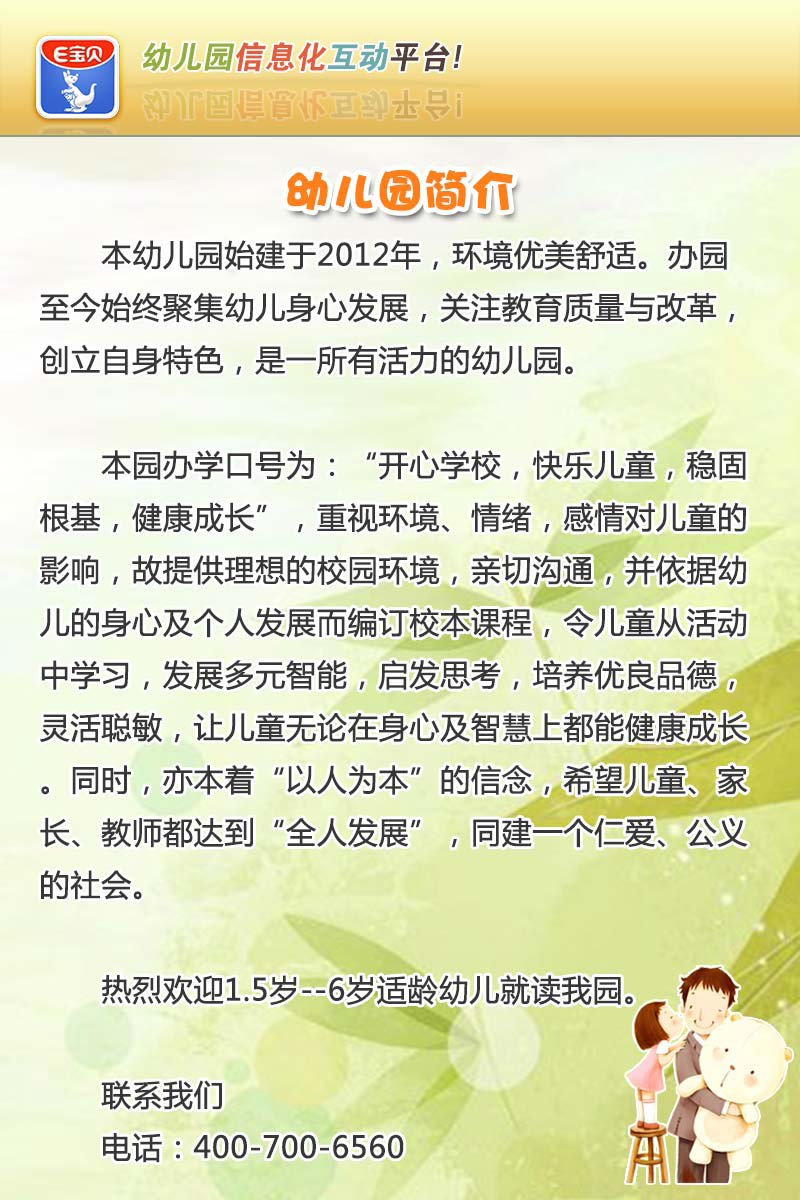 E宝贝
幼儿园信息化互动平台!
幼儿园简介
本幼儿园始建于2012年，环境优美舒适。办园
至今始终聚集幼儿身心发展，关注教育质量与改革，
创立自身特色，是一所有活力的幼儿园。
本园办学口号为：“开心学校，快乐儿童，稳固
根基，健康成长”，重视环境、情绪，感情对儿童的
影响，故提供理想的校园环境，亲切沟通，并依据幼
儿的身心及个人发展而编订校本课程，令儿童从活动
中学习，发展多元智能，启发思考，培养优良品德，
灵活聪敏，让儿童无论在身心及智慧上都能健康成长
。同时，亦本着“以人为本”的信念，希望儿童、家
长、教师都达到“全人发展”，同建一个仁爱、公义
的社会。
热烈欢迎1.5岁--6岁适龄幼儿就读我园。
联系我们
电话：400-700-6560